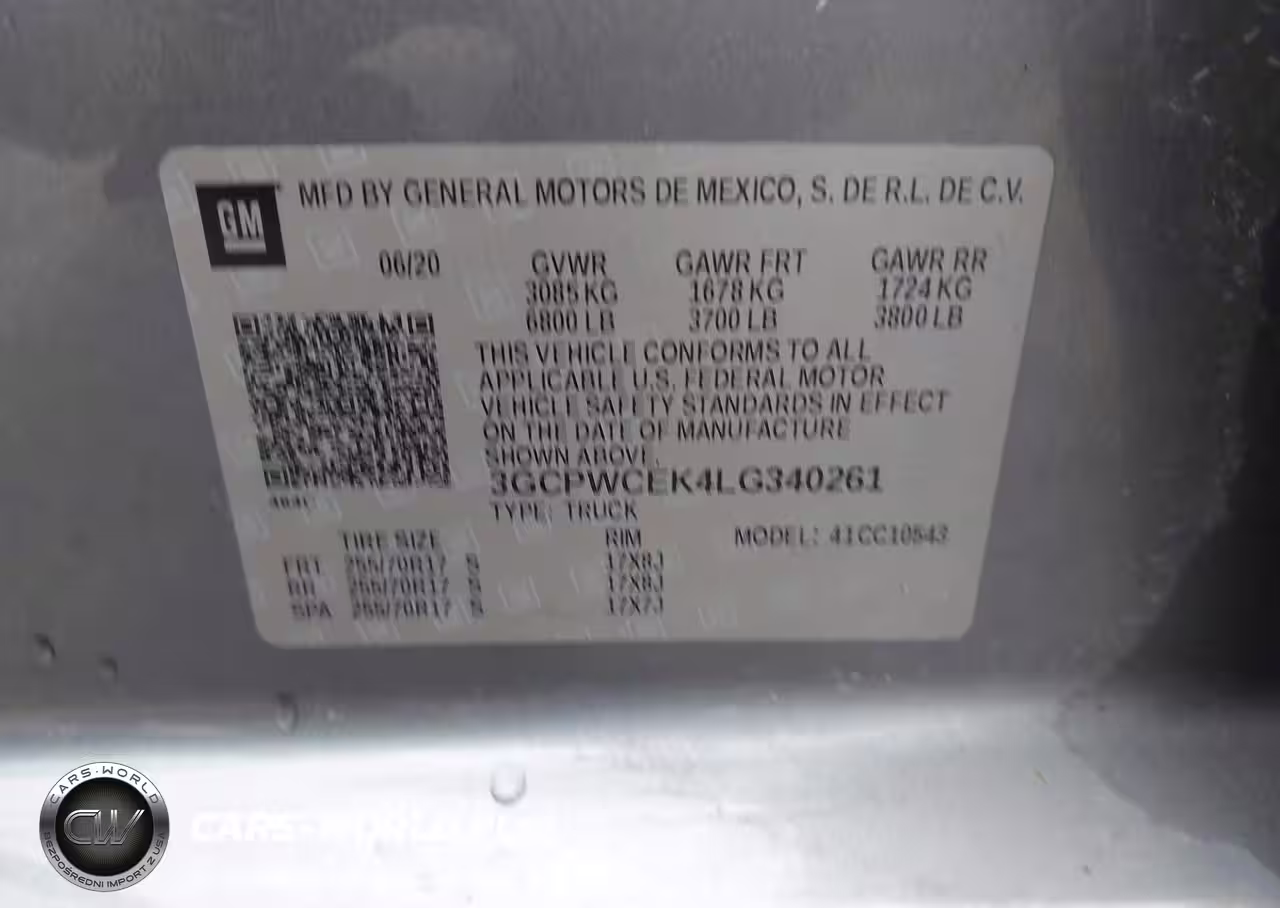 GM
MFD BY GENERAL MOTORS DE MEXICO, S. DE R.L. DE C.V.
06/20 GVWR GAWR FRT GAWR RR
3085 KG 1678 KG 1724 KG
6800 LB 3700 LB 3800 LB
THIS VEHICLE CONFORMS TO ALL
APPLICABLE U.S. FEDERAL MOTOR
VEHICLE SAFETY STANDARDS IN EFFECT
ON THE DATE OF MANUFACTURE
SHOWN ABOVE.
3GCPWCEK4LG340261
TYPE: TRUCK
TIRE SIZE RIM MODEL: 41CC10543
FRT 255/70R17 S 17X8J
RR 255/70R17 S 17X8J
SPA 255/70R17 S 17X7J
CARS-WORLD
CW
BEZPOŚREDNI IMPORT Z USA